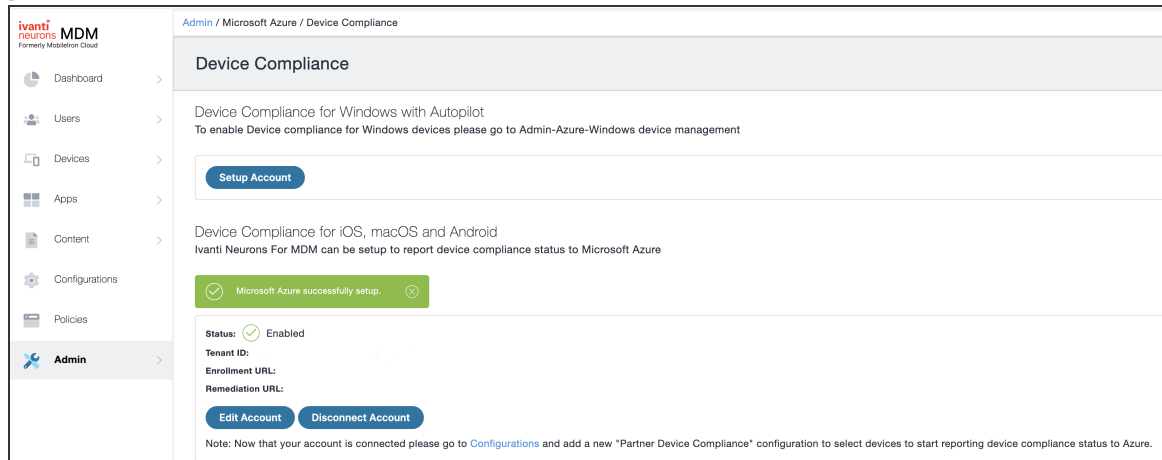 ivanti
neurons MDM
Formerly MobileIron Cloud
Dashboard
Users
Devices
Apps
Content
Configurations
Policies
Admin
Admin / Microsoft Azure / Device Compliance
Device Compliance
Device Compliance for Windows with Autopilot
To enable Device compliance for Windows devices please go to Admin-Azure-Windows device management
Setup Account
Device Compliance for iOS, macOS and Android
Ivanti Neurons For MDM can be setup to report device compliance status to Microsoft Azure
Microsoft Azure successfully setup.
Status: Enabled
Tenant ID:
Enrollment URL:
Remediation URL:
Edit Account Disconnect Account
Note: Now that your account is connected please go to Configurations and add a new "Partner Device Compliance" configuration to select devices to start reporting device compliance status to Azure.